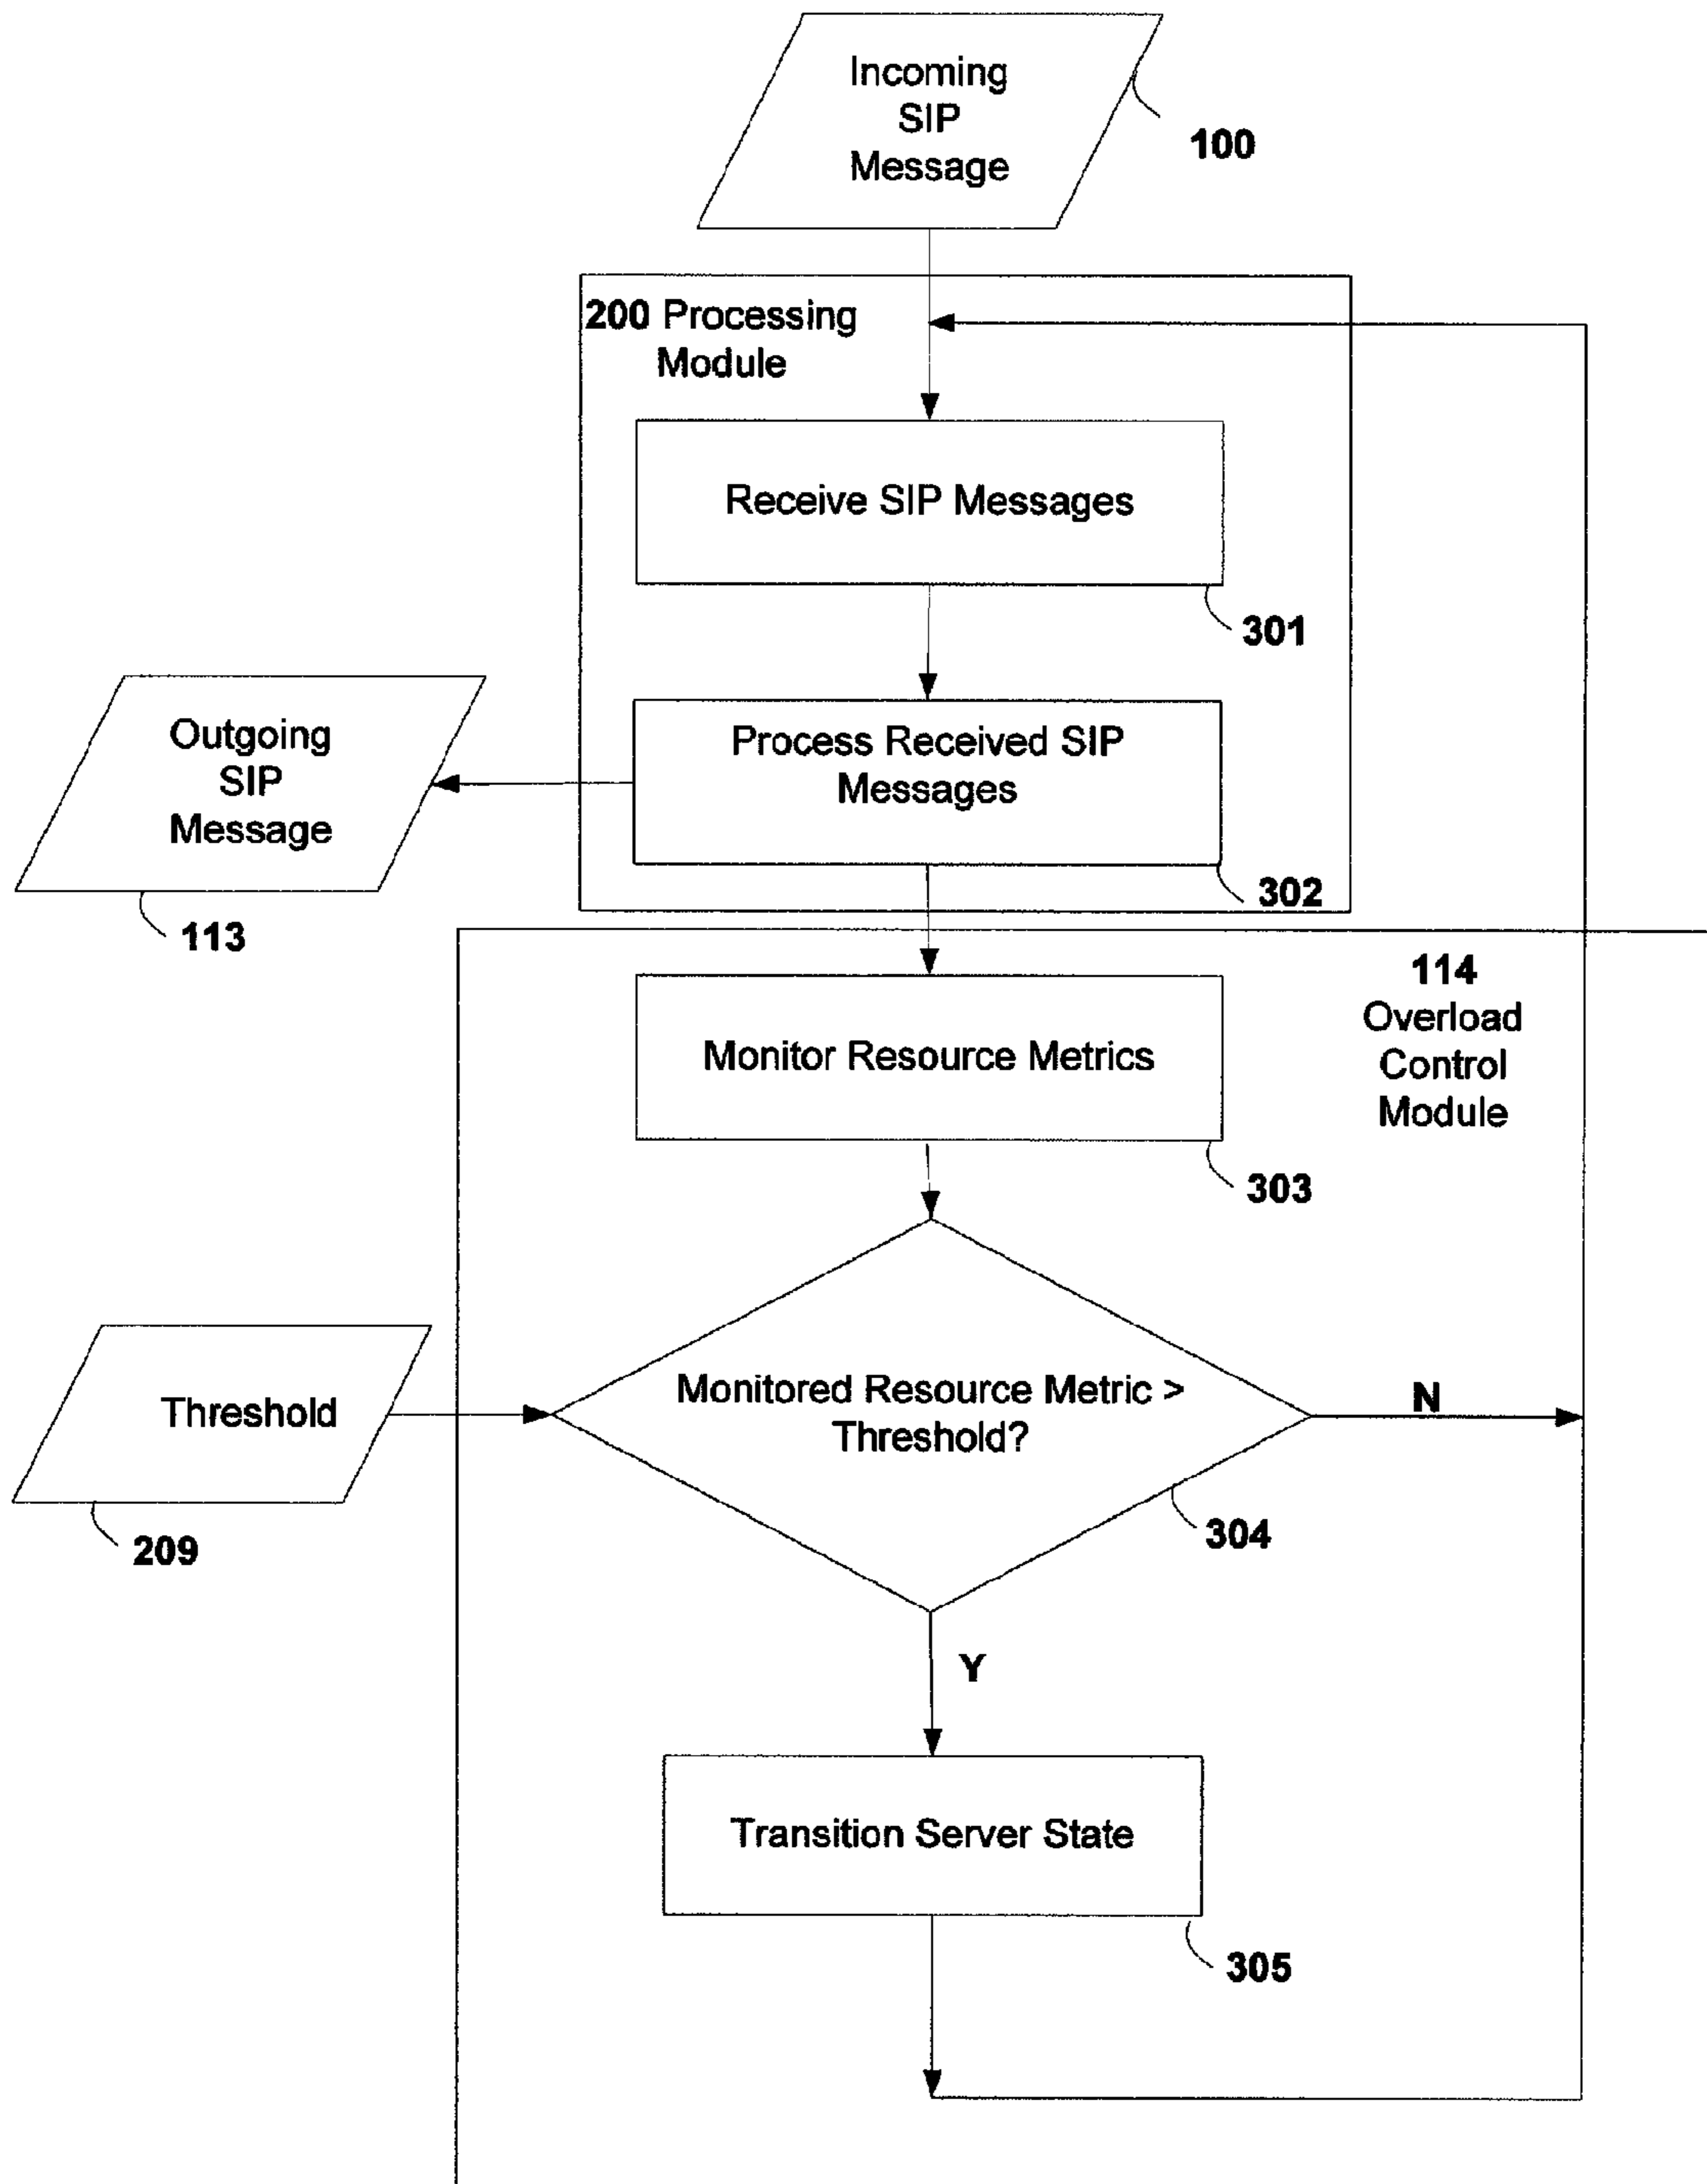 Incoming
SIP
Message
100
200 Processing
Module
Receive SIP Messages
301
Process Received SIP
Messages
302
Outgoing
SIP
Message
113
114
Overload
Control
Module
Monitor Resource Metrics
303
Monitored Resource Metric >
Threshold?
N
304
Threshold
209
Y
Transition Server State
305